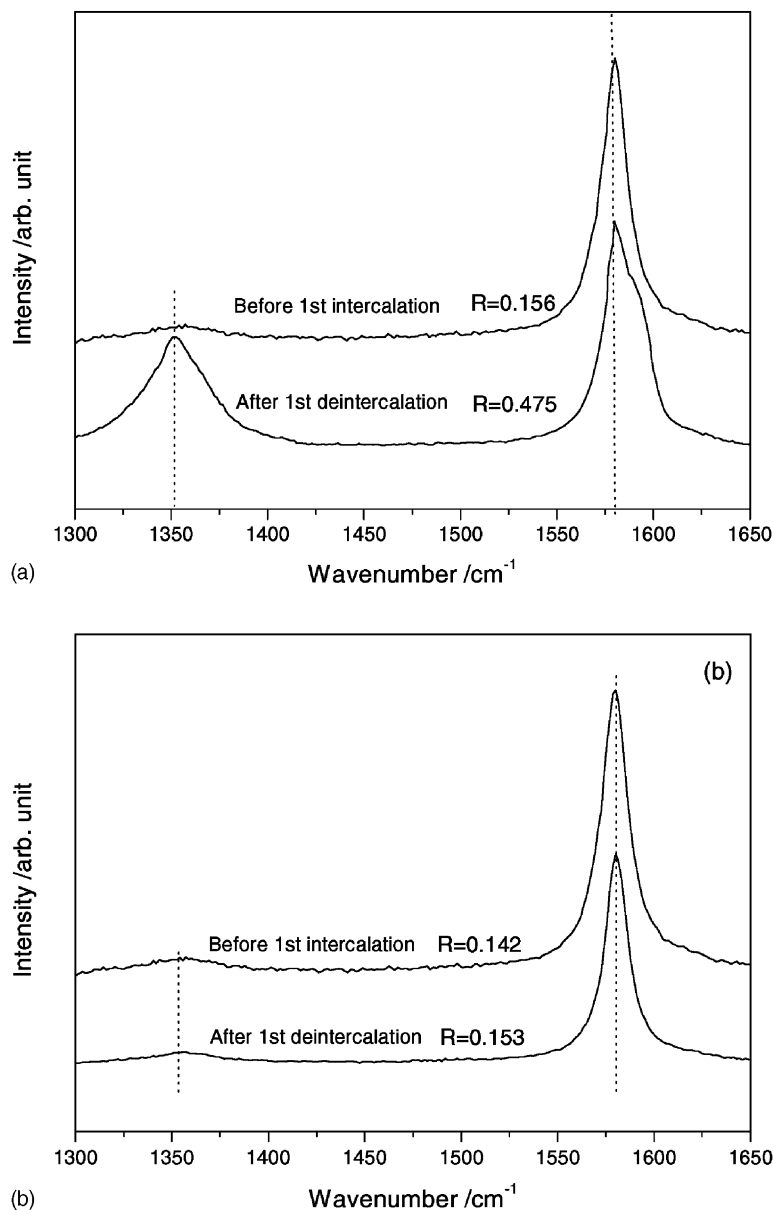 Intensity /arb. unit
Before 1st intercalation R=0.156
After 1st deintercalation R=0.475
1300 1350 1400 1450 1500 1550 1600 1650
Wavenumber /cm-1
(a)
(b)
Intensity /arb. unit
Before 1st intercalation R=0.142
After 1st deintercalation R=0.153
1300 1350 1400 1450 1500 1550 1600 1650
Wavenumber /cm-1
(b)